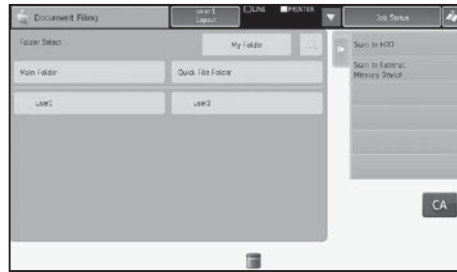 Document Filing
user1
Logout
LINE
PRINTER
Job Status
Folder Select
My Folder
Scan to HDD
Main Folder
Quick File Folder
Scan to External
Memory Device
user1
user2
CA